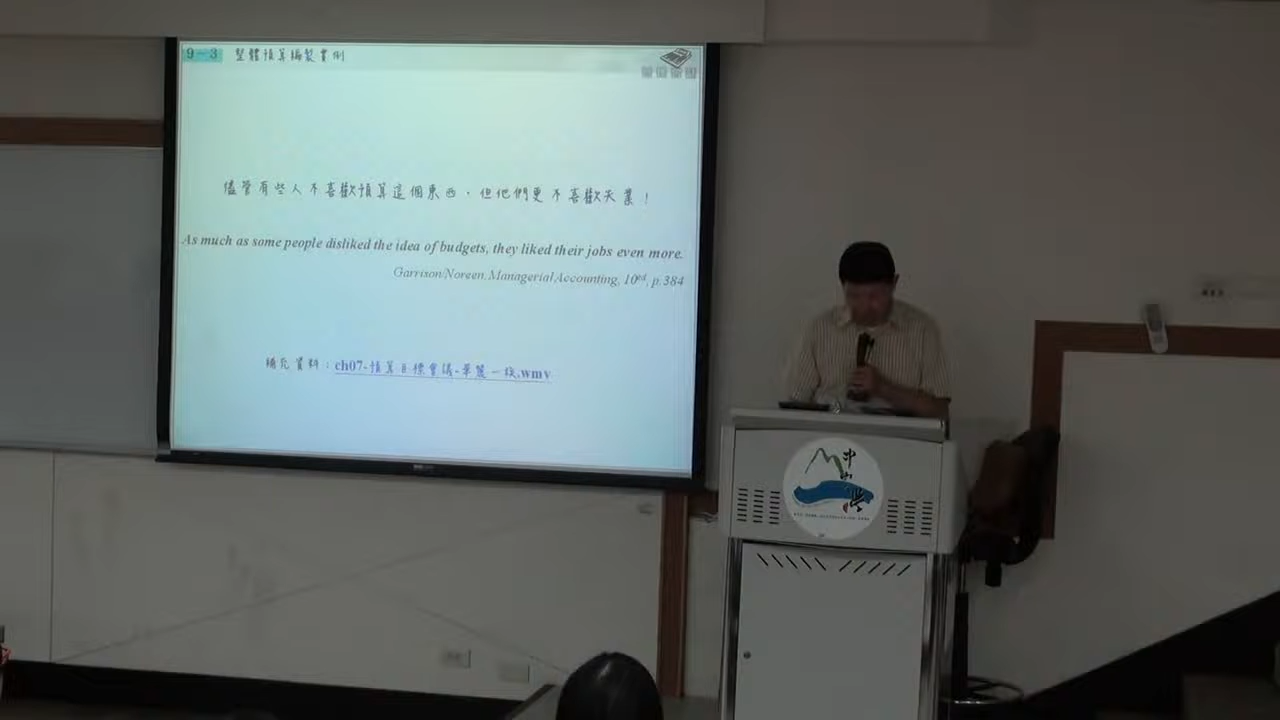 9－3 整體預算編製實例
儘管有些人不喜歡預算這個東西，但他們更不喜歡失業！
As much as some people disliked the idea of budgets, they liked their jobs even more.
Garrison/Noreen, Managerial Accounting, 10ed, p.384
補充資料：ch07-預算目標會議-華麗一族.wmv
中山